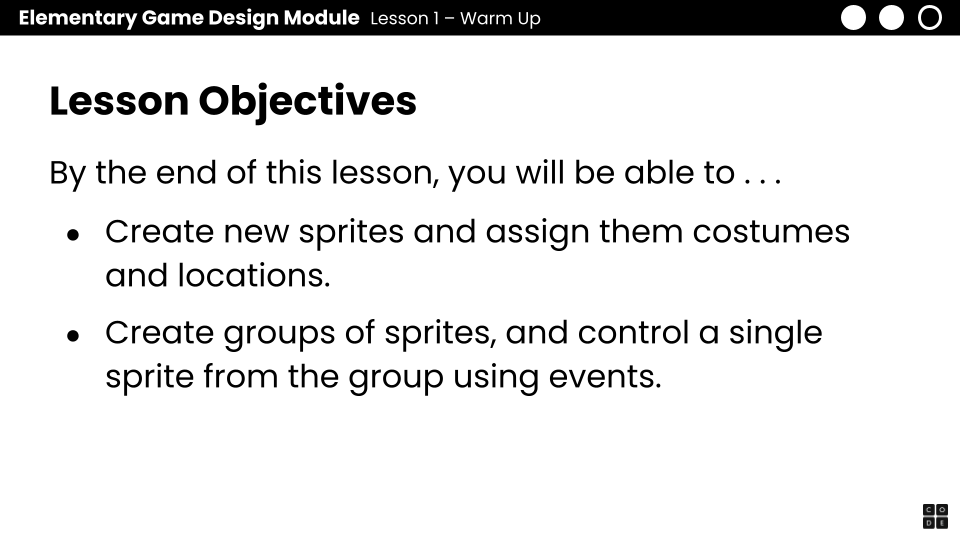 Elementary Game Design Module Lesson 1 – Warm Up
Lesson Objectives
By the end of this lesson, you will be able to . . .
● Create new sprites and assign them costumes
and locations.
● Create groups of sprites, and control a single
sprite from the group using events.
C O
D E